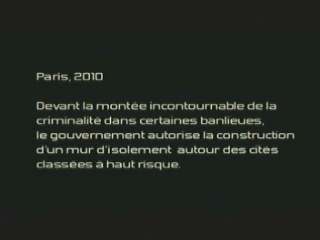 Paris, 2010
Devant la montée incontournable de la
criminalité dans certaines banlieues,
le gouvernement autorise la construction
d'un mur d'isolement autour des cités
classées à haut risque.